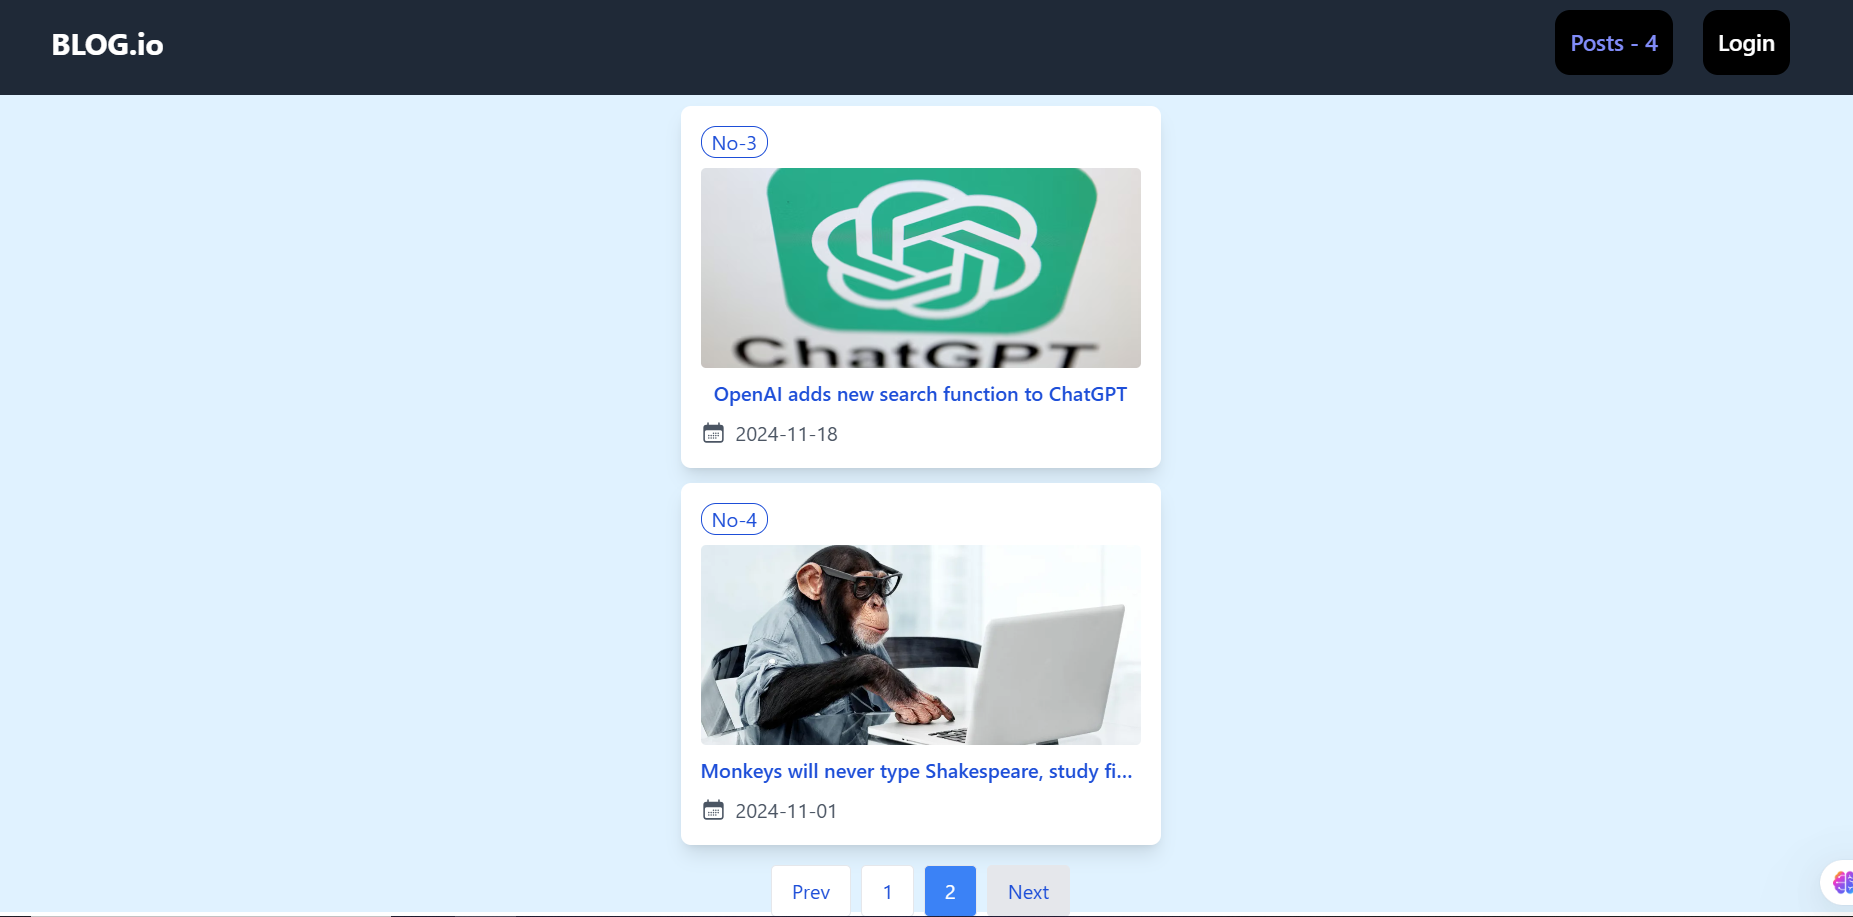 BLOG.io
Posts - 4
Login
No-3
ChatGPT
OpenAI adds new search function to ChatGPT
2024-11-18
No-4
Monkeys will never type Shakespeare, study fi...
2024-11-01
Prev
1
2
Next